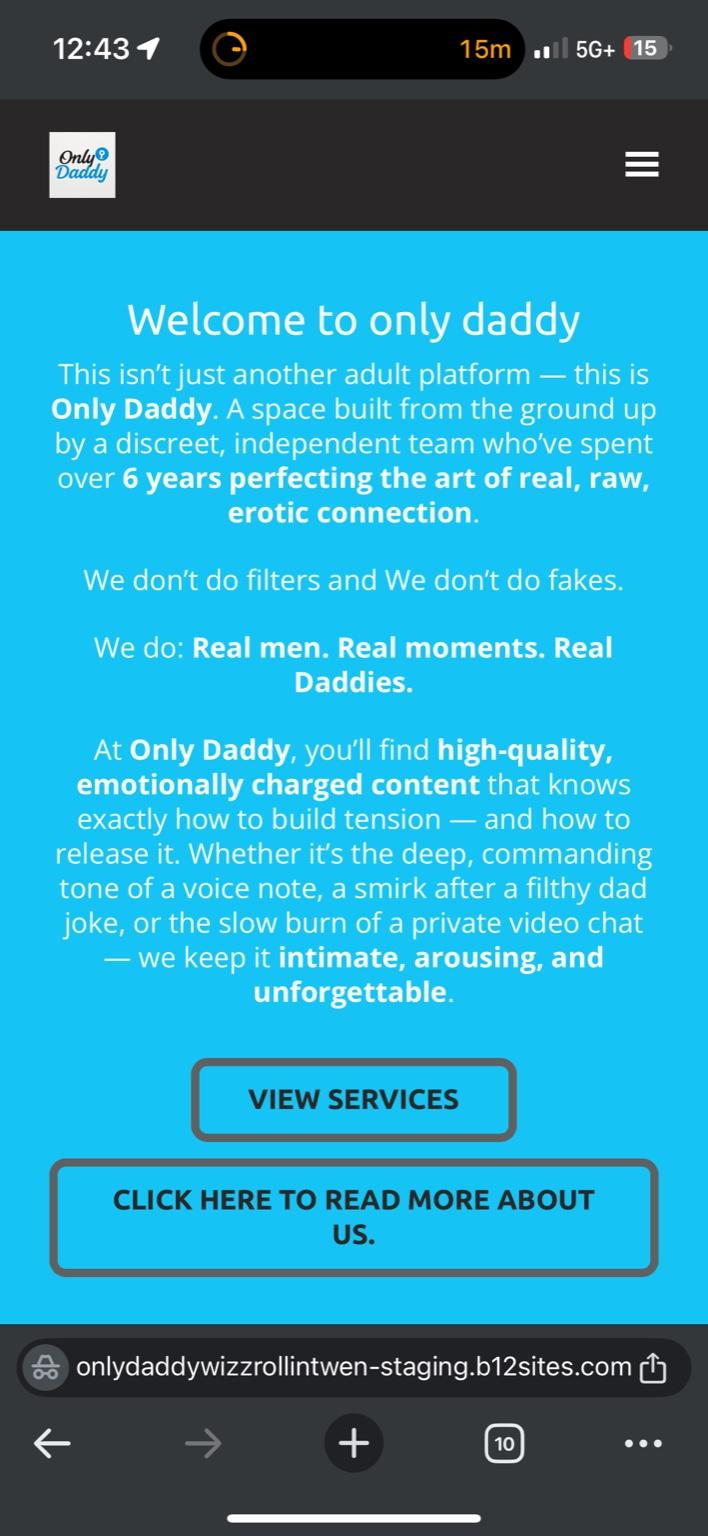 12:43
15m
5G+
15
Only
Daddy
Welcome to only daddy
This isn’t just another adult platform — this is
Only Daddy. A space built from the ground up
by a discreet, independent team who’ve spent
over 6 years perfecting the art of real, raw,
erotic connection.
We don’t do filters and We don’t do fakes.
We do: Real men. Real moments. Real
Daddies.
At Only Daddy, you’ll find high-quality,
emotionally charged content that knows
exactly how to build tension — and how to
release it. Whether it’s the deep, commanding
tone of a voice note, a smirk after a filthy dad
joke, or the slow burn of a private video chat
— we keep it intimate, arousing, and
unforgettable.
VIEW SERVICES
CLICK HERE TO READ MORE ABOUT
US.
onlydaddywizzrollintwen-staging.b12sites.com
10